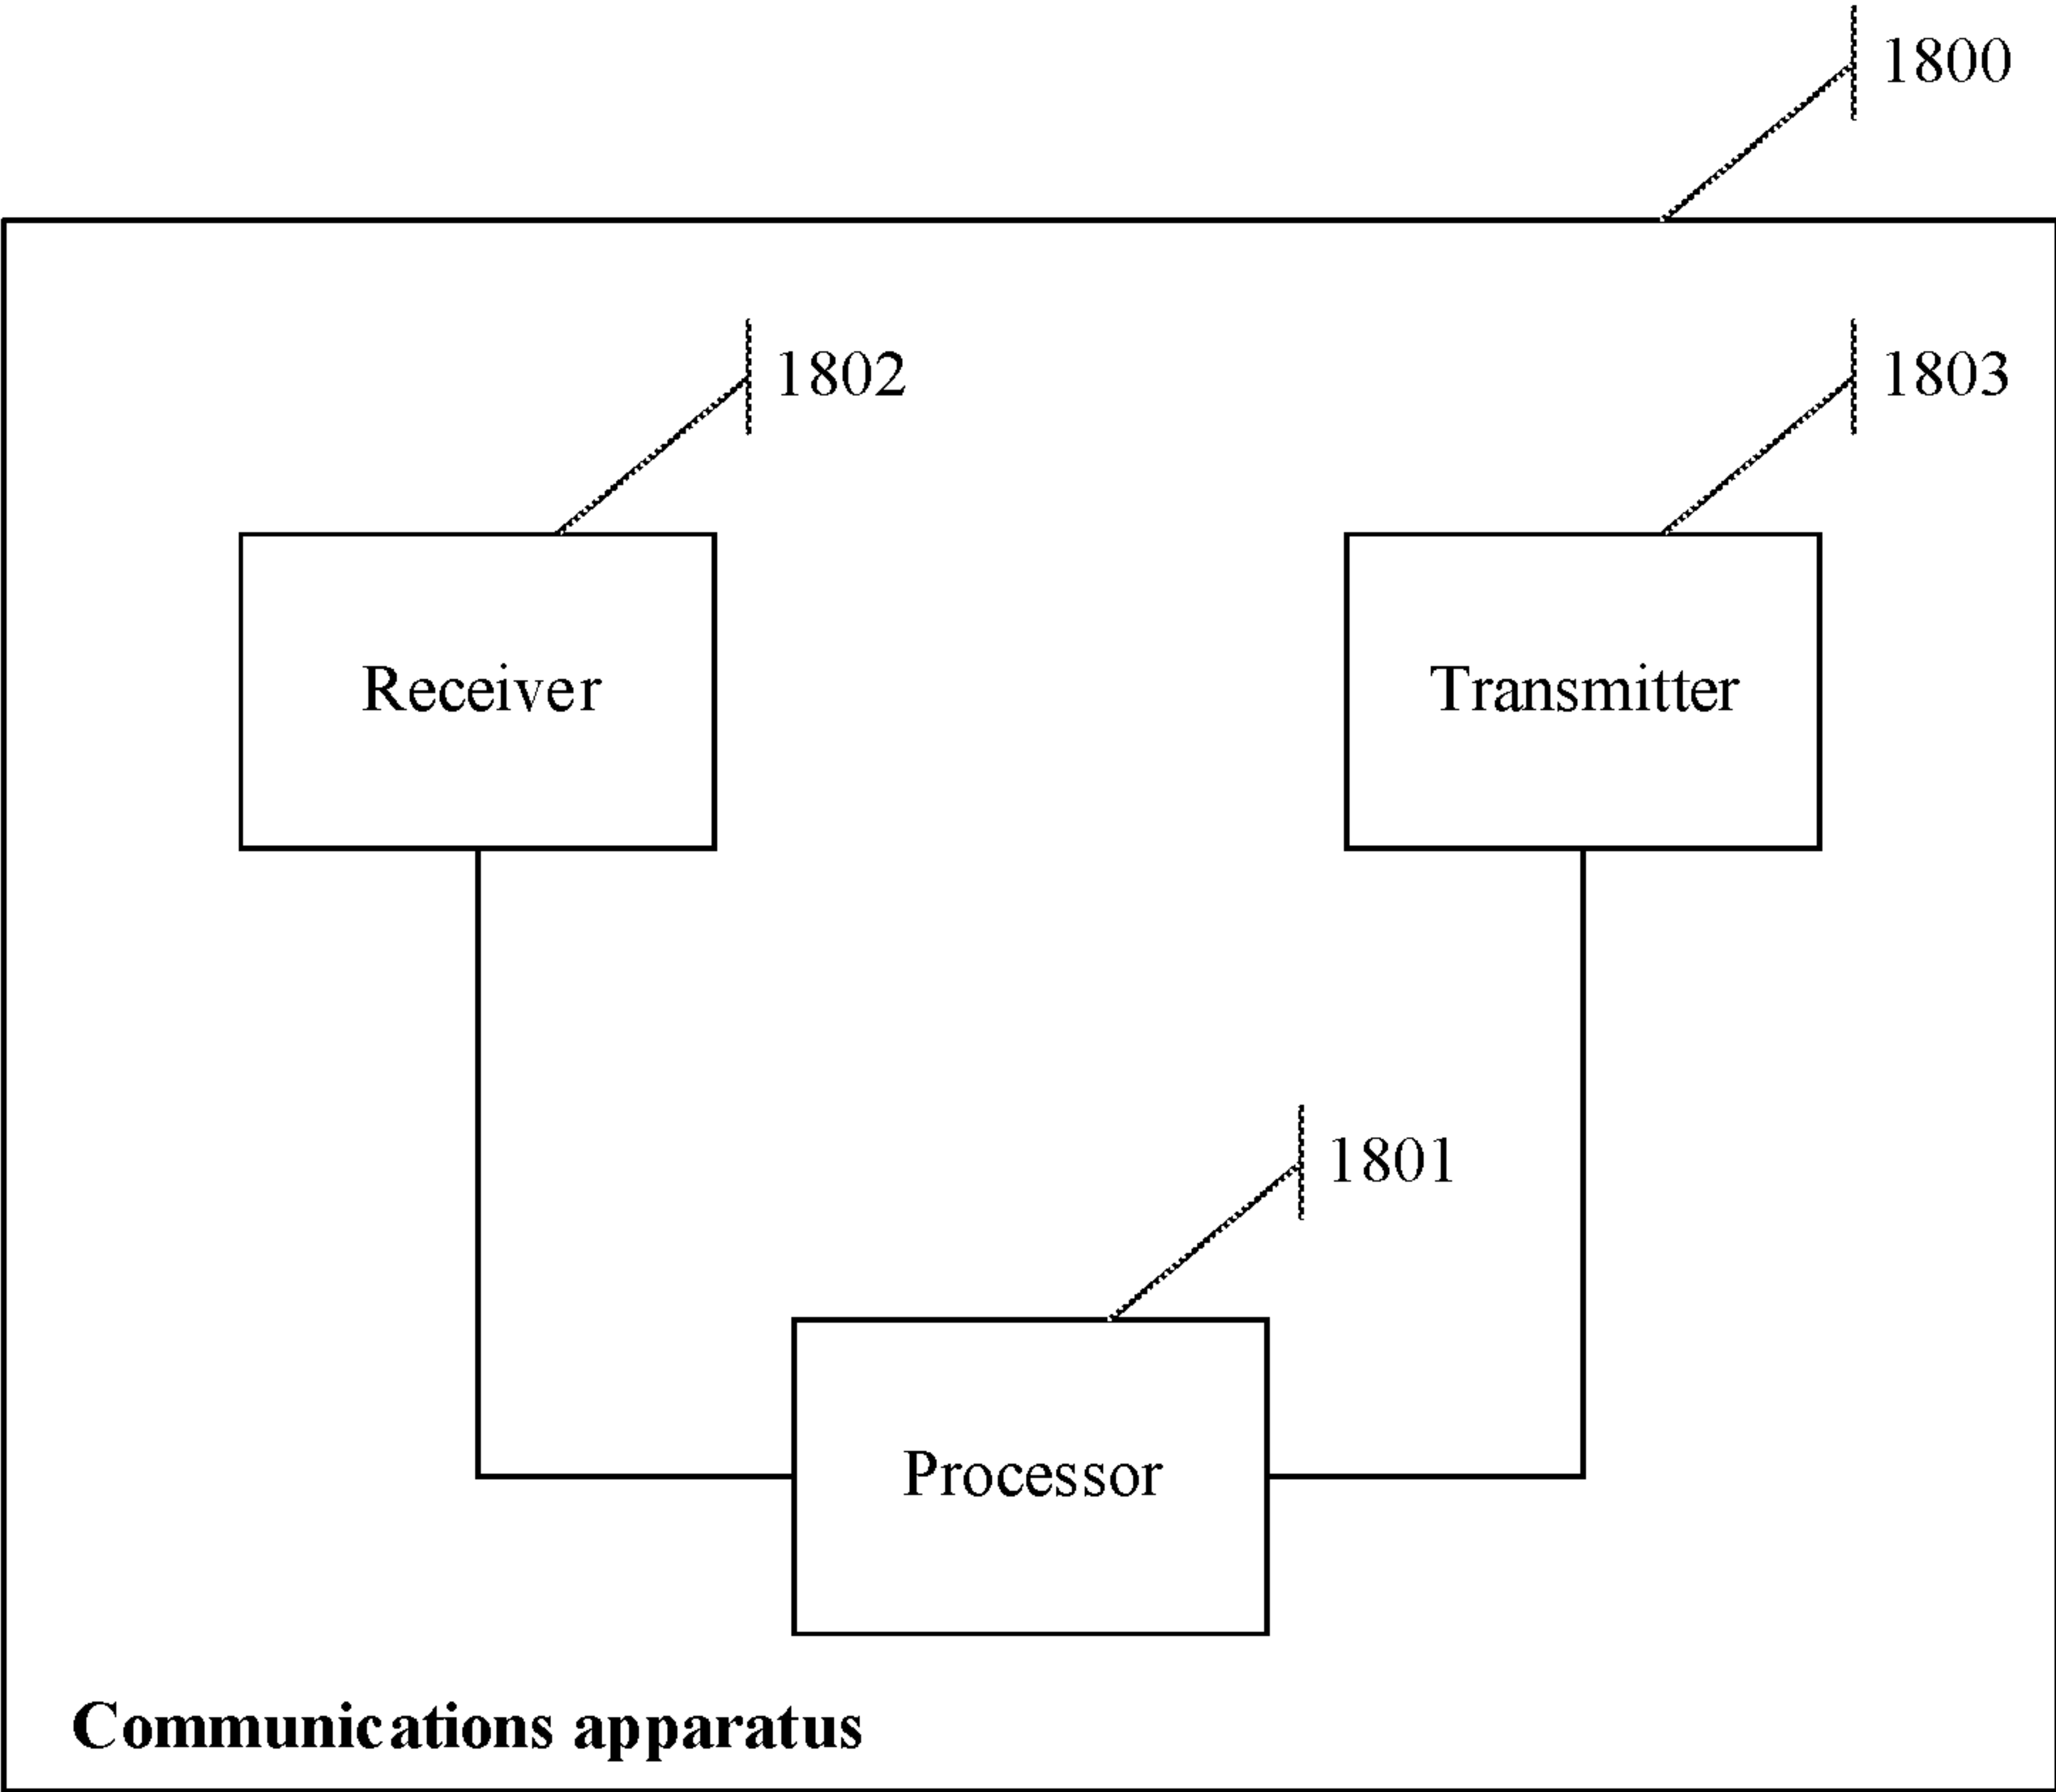 1800
1802
1803
Receiver
Transmitter
1801
Processor
Communications apparatus